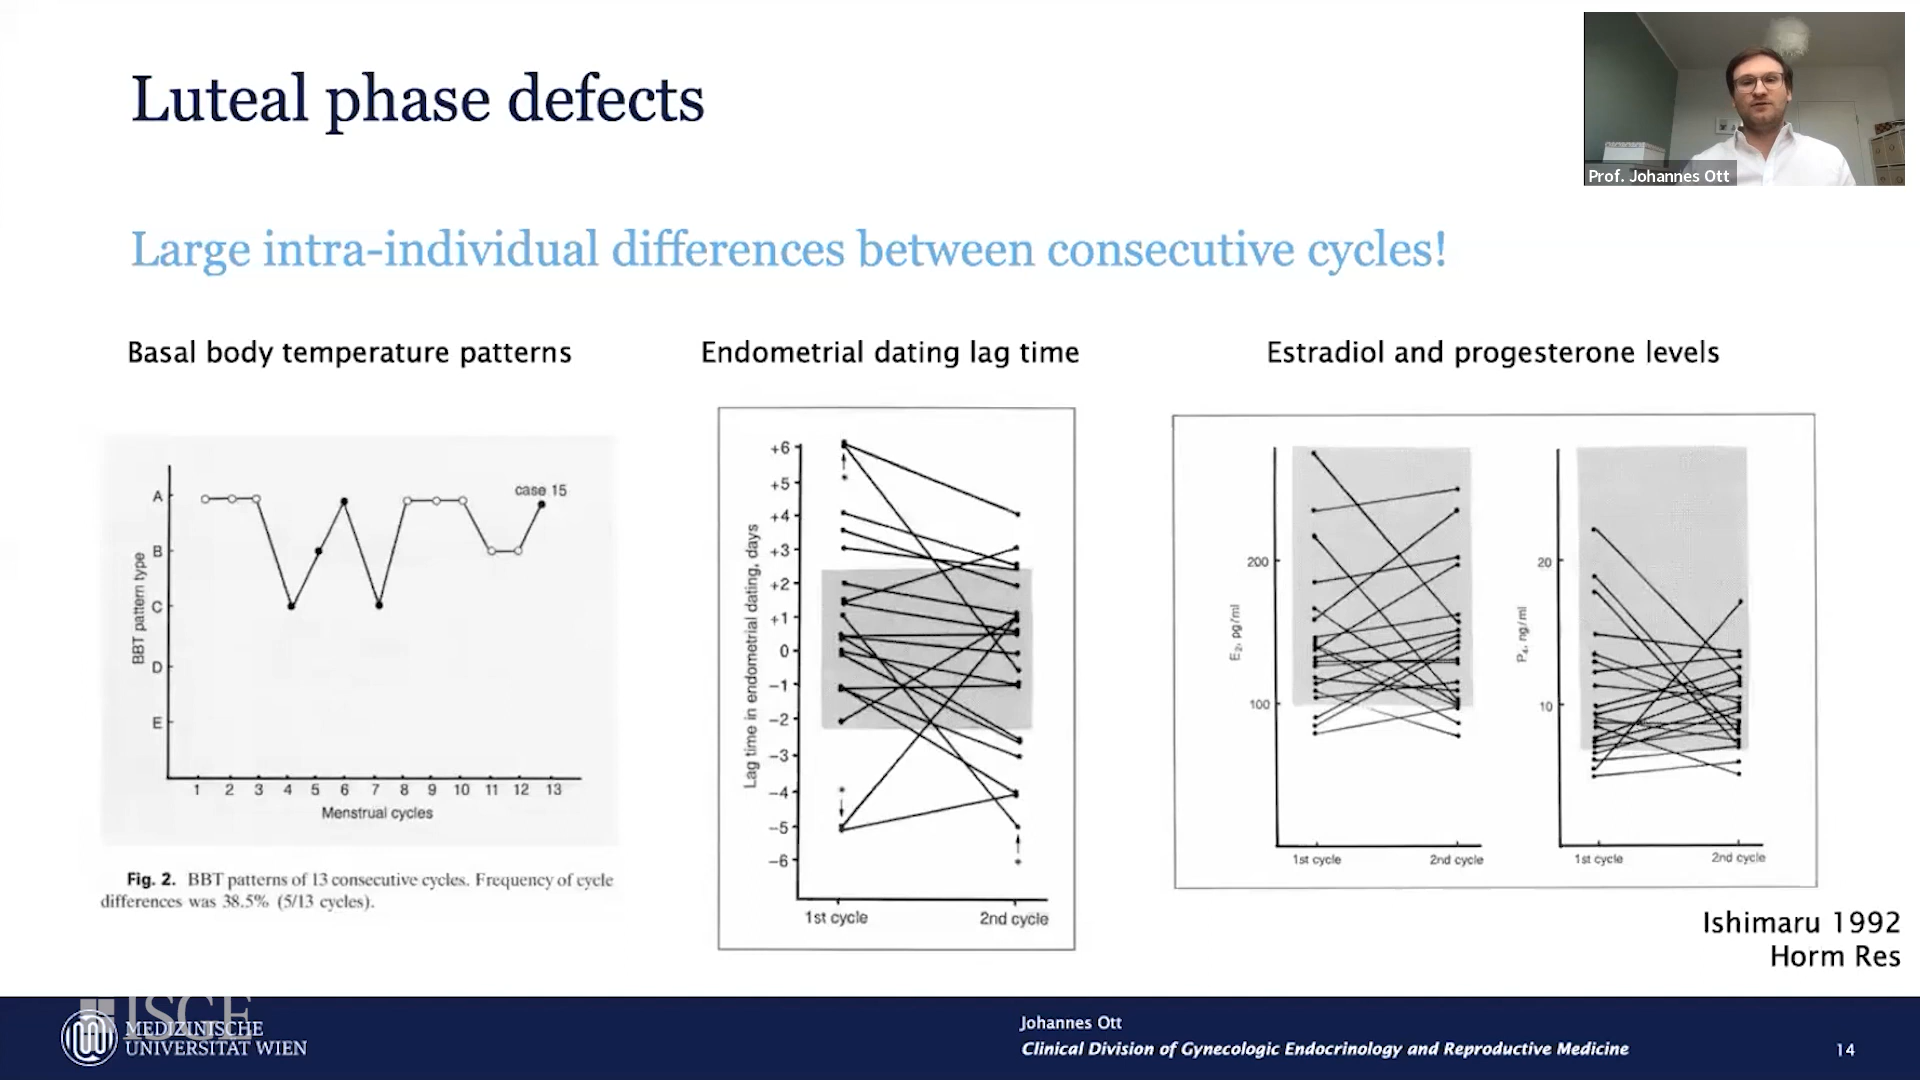 Luteal phase defects
Prof. Johannes Ott
Large intra-individual differences between consecutive cycles!
Basal body temperature patterns
Endometrial dating lag time
Estradiol and progesterone levels
case 15
A
B
C
D
E
BBT pattern type
1 2 3 4 5 6 7 8 9 10 11 12 13
Menstrual cycles
Fig. 2. BBT patterns of 13 consecutive cycles. Frequency of cycle
differences was 38.5% (5/13 cycles).
+6
+5
+4
+3
+2
+1
0
−1
−2
−3
−4
−5
−6
Lag time in endometrial dating, days
*
*
*
1st cycle 2nd cycle
200
100
E₂, pg/ml
1st cycle 2nd cycle
20
10
P₄, ng/ml
1st cycle 2nd cycle
Ishimaru 1992
Horm Res
ISGE
MEDIZINISCHE
UNIVERSITÄT WIEN
Johannes Ott
Clinical Division of Gynecologic Endocrinology and Reproductive Medicine
14